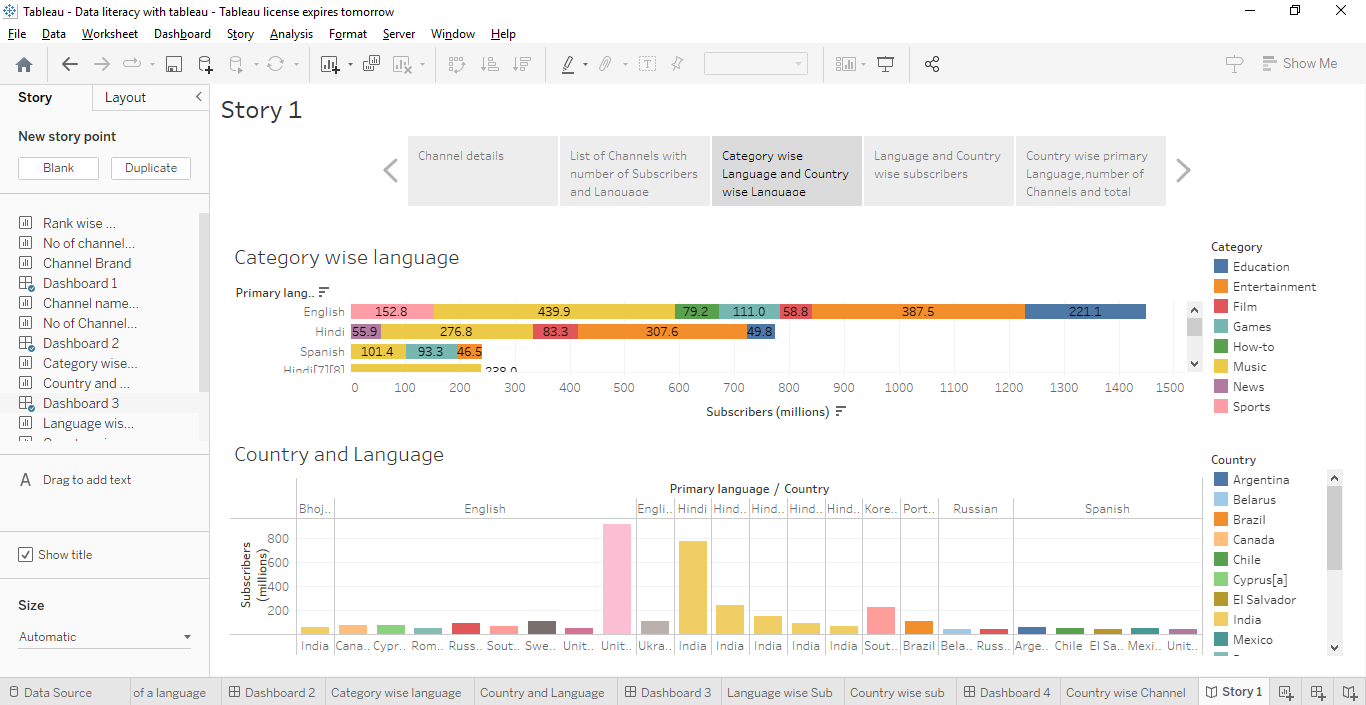 Tableau - Data literacy with tableau - Tableau license expires tomorrow
File Data Worksheet Dashboard Story Analysis Format Server Window Help
Show Me
Story Layout
New story point
Blank Duplicate
Rank wise ...
No of channel...
Channel Brand
Dashboard 1
Channel name...
No of Channel...
Dashboard 2
Category wise...
Country and ...
Dashboard 3
Language wis...
A Drag to add text
Show title
Size
Automatic
Story 1
Channel details
List of Channels with
number of Subscribers
and Language
Category wise
Language and Country
wise Language
Language and Country
wise subscribers
Country wise primary
Language,number of
Channels and total
Category wise language
Primary lang..
English 152.8 439.9 79.2 111.0 58.8 387.5 221.1
Hindi 55.9 276.8 83.3 307.6 49.8
Spanish 101.4 93.3 46.5
Hindi[7][8] 238.0
0 100 200 300 400 500 600 700 800 900 1000 1100 1200 1300 1400 1500
Subscribers (millions)
Category
Education
Entertainment
Film
Games
How-to
Music
News
Sports
Country and Language
Primary language / Country
Bhoj.. English Engli.. Hindi Hind.. Hind.. Hind.. Hind.. Kore.. Port.. Russian Spanish
Subscribers
(millions)
800
600
400
200
India Cana.. Cypr.. Rom.. Russ.. Sout.. Swe.. Unit.. Unit.. Ukra.. India India India India India Sout.. Brazil Bela.. Russ.. Arge.. Chile El Sa.. Mexi.. Unit..
Country
Argentina
Belarus
Brazil
Canada
Chile
Cyprus[a]
El Salvador
India
Mexico
Data Source of a language Dashboard 2 Category wise language Country and Language Dashboard 3 Language wise Sub Country wise sub Dashboard 4 Country wise Channel Story 1